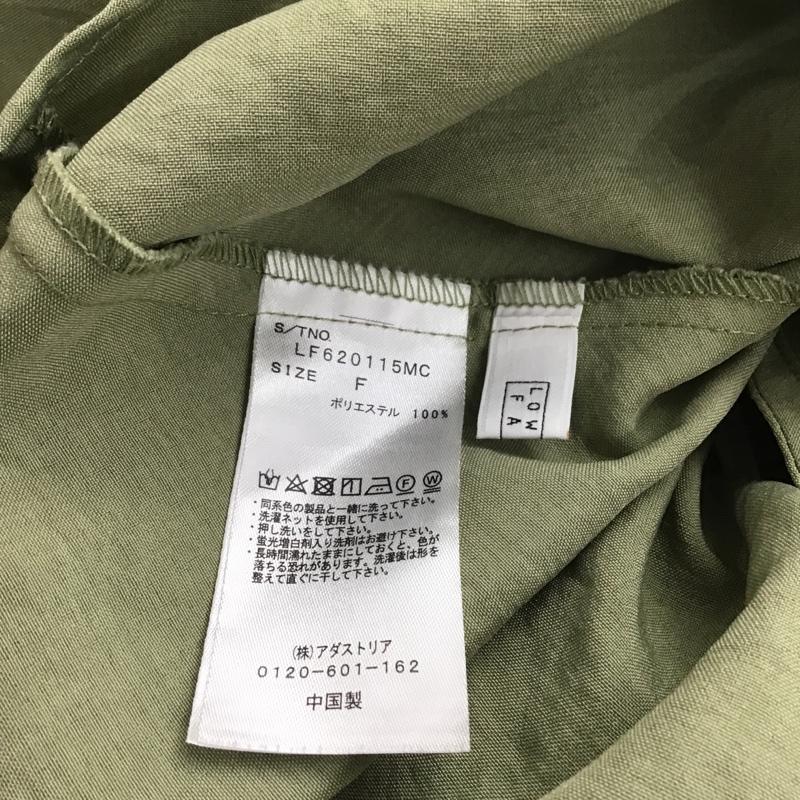 S/TNO.
LF620115MC
SIZE F
ポリエステル 100%
・同系色の製品と一緒に洗って下さい。
・洗濯ネットを使用して下さい。
・押し洗いをして下さい。
・蛍光増白剤入り洗剤はお避け下さい。
・長時間濡れたままにしておくと、色が
落ちる恐れがあります。洗濯後は形を
整えて直ぐに干して下さい。
(株)アダストリア
0120-601-162
中国製
LOW
FA